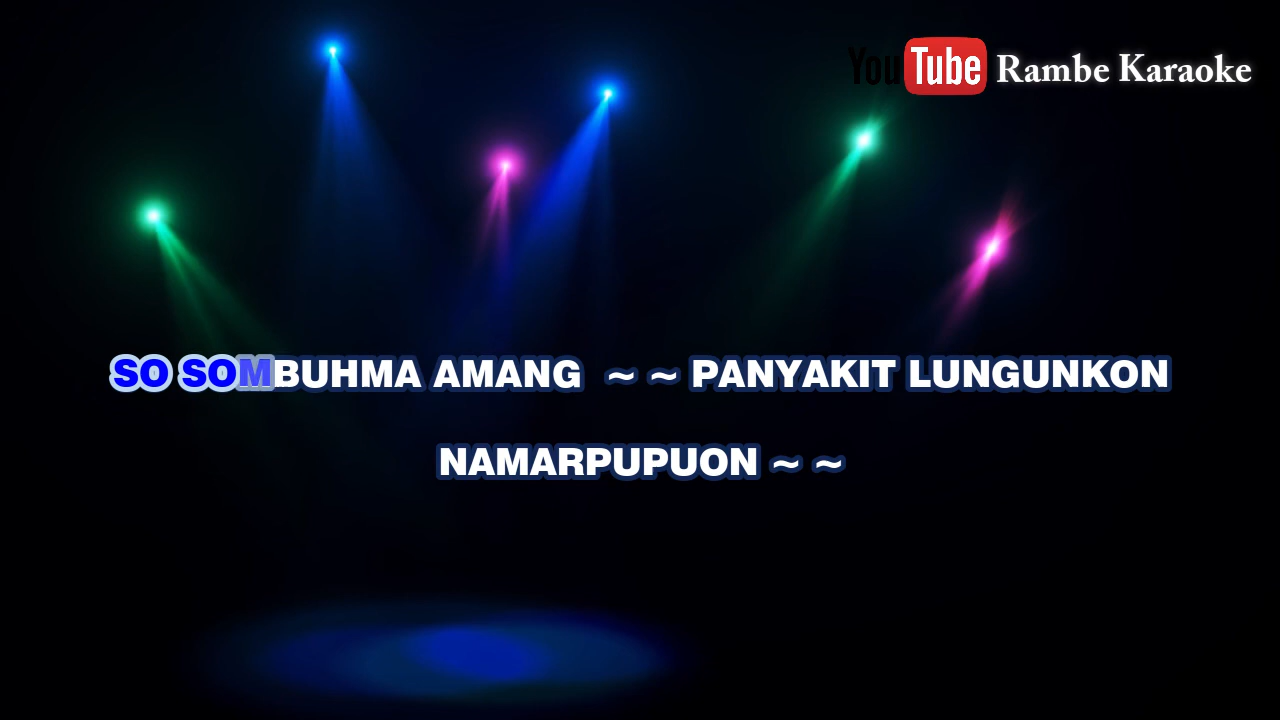 YouTube Rambe Karaoke
SO SOMBUHMA AMANG ~ ~ PANYAKIT LUNGUNKON
NAMARPUPUON ~ ~